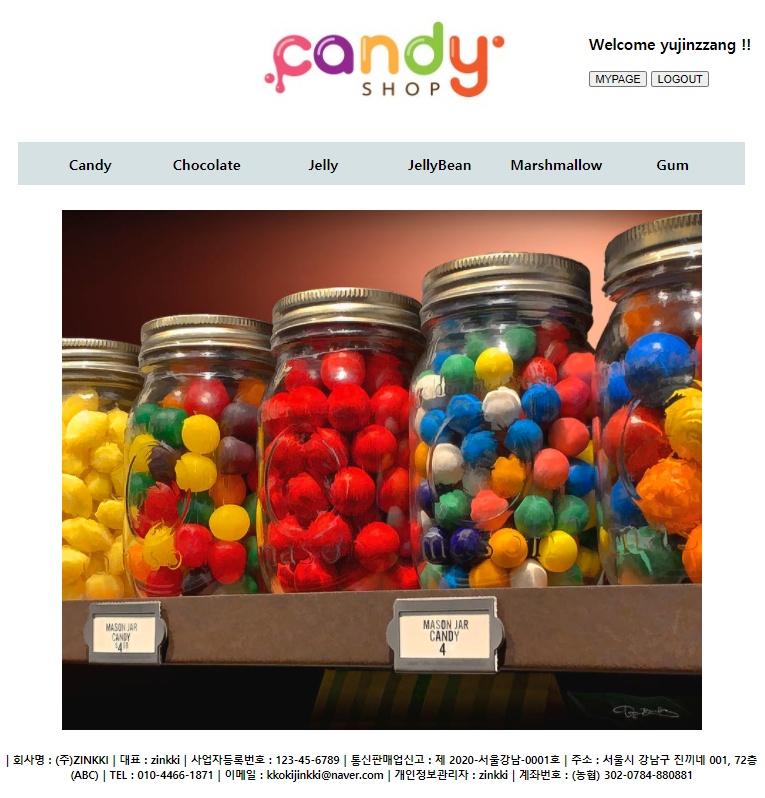 candy
SHOP
Welcome yujinzzang !!
MYPAGE LOGOUT
Candy Chocolate Jelly JellyBean Marshmallow Gum
MASON JAR
CANDY
MASON JAR
CANDY
4
| 회사명 : (주)ZINKKI | 대표 : zinkki | 사업자등록번호 : 123-45-6789 | 통신판매업신고 : 제 2020-서울강남-0001호 | 주소 : 서울시 강남구 진끼네 001, 72층
(ABC) | TEL : 010-4466-1871 | 이메일 : kkokijinkki@naver.com | 개인정보관리자 : zinkki | 계좌번호 : (농협) 302-0784-880881